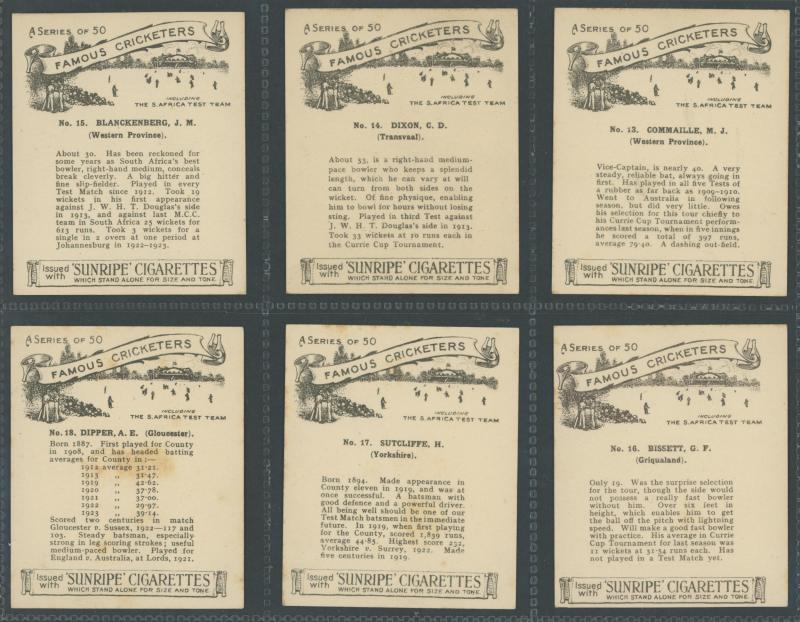 A SERIES OF 50
FAMOUS CRICKETERS
INCLUDING
THE S.AFRICA TEST TEAM
No. 15. BLANCKENBERG, J. M.
(Western Province).
About 30. Has been reckoned for
some years as South Africa's best
bowler, right-hand medium, conceals
break cleverly. A big hitter and
fine slip-fielder. Played in every
Test Match since 1912. Took 19
wickets in his first appearance
against J. W. H. T. Douglas's side
in 1913, and against last M.C.C.
team in South Africa 25 wickets for
613 runs. Took 3 wickets for a
single in 2 overs at one period at
Johannesburg in 1922-1923.
Issued with 'SUNRIPE' CIGARETTES
WHICH STAND ALONE FOR SIZE AND TONE
A SERIES OF 50
FAMOUS CRICKETERS
INCLUDING
THE S.AFRICA TEST TEAM
No. 14. DIXON, C. D.
(Transvaal).
About 33, is a right-hand medium-
pace bowler who keeps a splendid
length, which he can vary at will
can turn from both sides on the
wicket. Of fine physique, enabling
him to bowl for hours without losing
sting. Played in third Test against
J. W. H. T. Douglas's side in 1913.
Took 33 wickets at 20 runs each in
the Currie Cup Tournament.
Issued with 'SUNRIPE' CIGARETTES
WHICH STAND ALONE FOR SIZE AND TONE.
A SERIES OF 50
FAMOUS CRICKETERS
INCLUDING
THE S.AFRICA TEST TEAM
No. 13. COMMAILLE, M. J.
(Western Province).
Vice-Captain, is nearly 40. A very
steady, reliable bat, always going in
first. Has played in all five Tests of
a rubber as far back as 1909-1910.
Went to Australia in following
season, but did very little. Owes
his selection for this tour chiefly to
his Currie Cup Tournament perform-
ances last season, when in five innings
he scored a total of 397 runs,
average 79·40. A dashing out-field.
Issued with 'SUNRIPE' CIGARETTES
WHICH STAND ALONE FOR SIZE AND TONE
A SERIES OF 50
FAMOUS CRICKETERS
INCLUDING
THE S.AFRICA TEST TEAM
No. 18. DIPPER, A. E. (Gloucester).
Born 1887. First played for County
in 1908, and has headed batting
averages for County in :—
1912 average 31·21.
1913 ,, 31·47.
1919 ,, 42·62.
1920 ,, 37·78.
1921 ,, 37·00.
1922 ,, 29·97.
1923 ,, 39·14.
Scored two centuries in match
Gloucester v. Sussex, 1922—117 and
103. Steady batsman, especially
strong in leg scoring strokes; useful
medium-paced bowler. Played for
England v. Australia, at Lords, 1921.
Issued with 'SUNRIPE' CIGARETTES
WHICH STAND ALONE FOR SIZE AND TONE
A SERIES OF 50
FAMOUS CRICKETERS
INCLUDING
THE S.AFRICA TEST TEAM
No. 17. SUTCLIFFE, H.
(Yorkshire).
Born 1894. Made appearance in
County eleven in 1919, and was at
once successful. A batsman with
good defence and a powerful driver.
All being well should be one of our
Test Match batsmen in the immediate
future. In 1919, when first playing
for the County, scored 1,839 runs,
average 44·85. Highest score 232,
Yorkshire v. Surrey, 1922. Made
five centuries in 1919.
Issued with 'SUNRIPE' CIGARETTES
WHICH STAND ALONE FOR SIZE AND TONE.
A SERIES OF 50
FAMOUS CRICKETERS
INCLUDING
THE S.AFRICA TEST TEAM
No. 16. BISSETT, G. F.
(Griqualand).
Only 19. Was the surprise selection
for the tour, though the side would
not possess a really fast bowler
without him. Over six feet in
height, which enables him to get
the ball off the pitch with lightning
speed. Will make a good fast bowler
with practice. His average in Currie
Cup Tournament for last season was
11 wickets at 31·54 runs each. Has
not played in a Test Match yet.
Issued with 'SUNRIPE' CIGARETTES
WHICH STAND ALONE FOR SIZE AND TONE